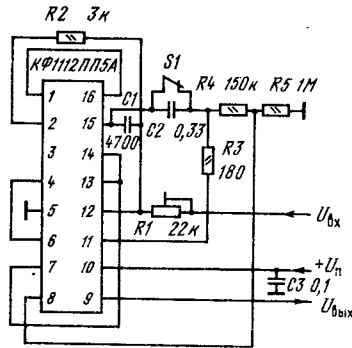 R2 3к
КФ1112ПП5А
S1
1 16
C1
R4 150к R5 1М
2 15
4700 C2 0,33
3 14
R3
180
4 13
5 12
Uвх
R1 22к
6 11
7 10
+Uп
C3 0,1
8 9
Uвых